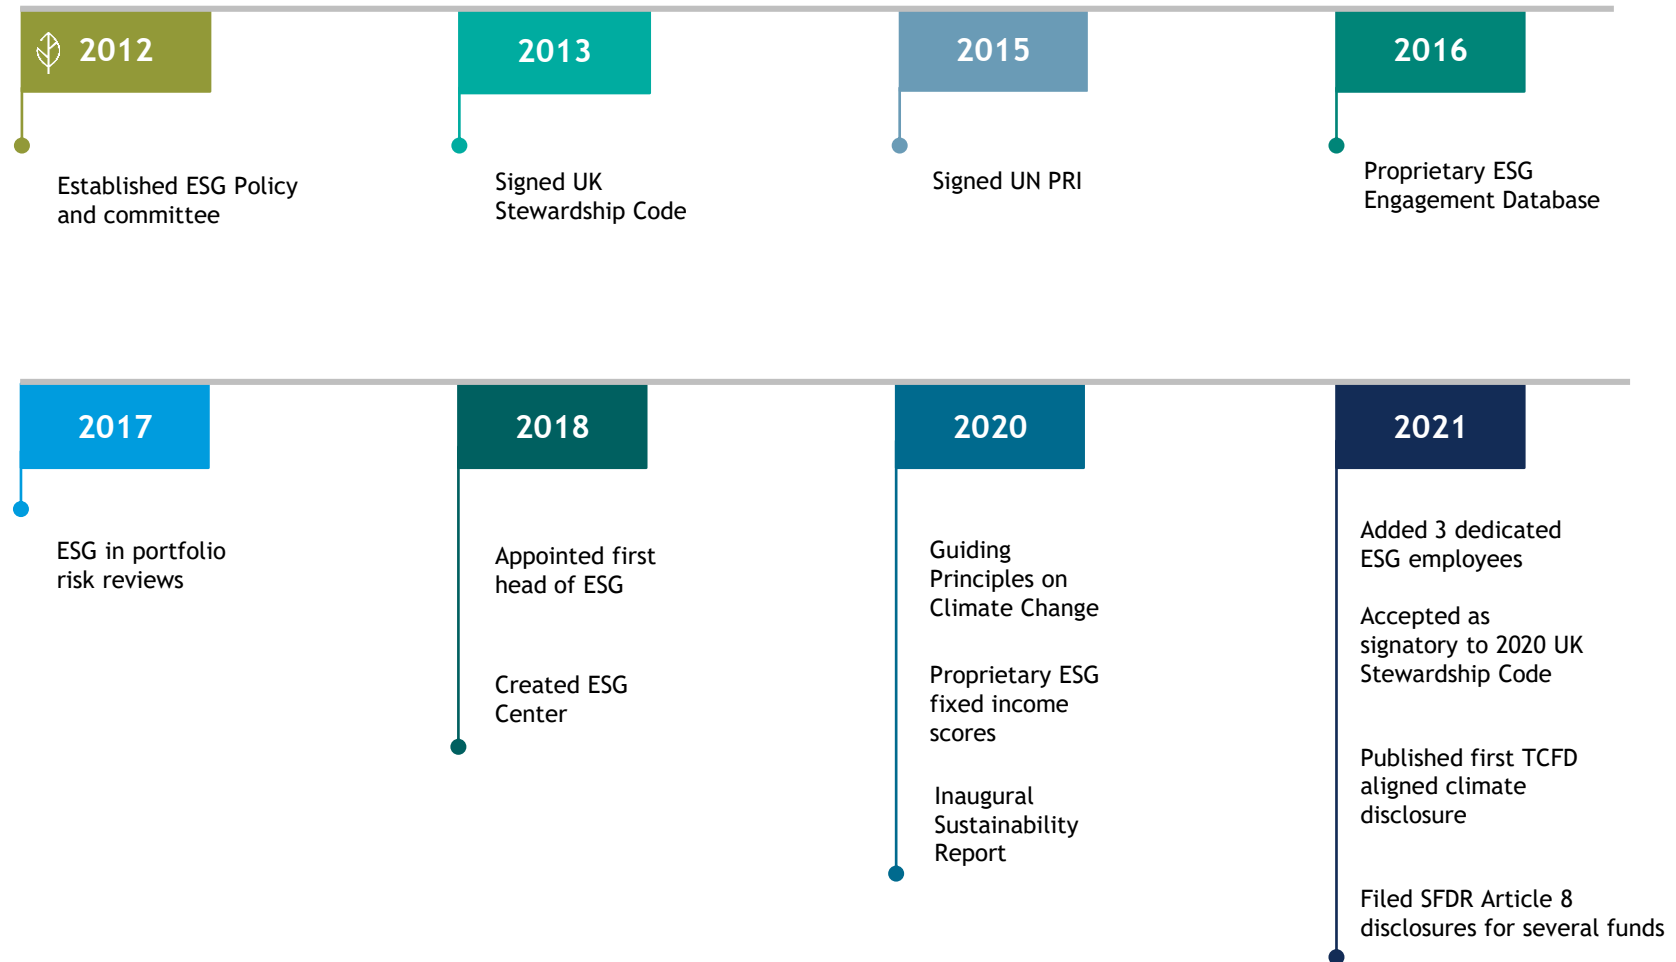 2012
Established ESG Policy
and committee
2013
Signed UK
Stewardship Code
2015
Signed UN PRI
2016
Proprietary ESG
Engagement Database
2017
ESG in portfolio
risk reviews
2018
Appointed first
head of ESG
Created ESG
Center
2020
Guiding
Principles on
Climate Change
Proprietary ESG
fixed income
scores
Inaugural
Sustainability
Report
2021
Added 3 dedicated
ESG employees
Accepted as
signatory to 2020 UK
Stewardship Code
Published first TCFD
aligned climate
disclosure
Filed SFDR Article 8
disclosures for several funds